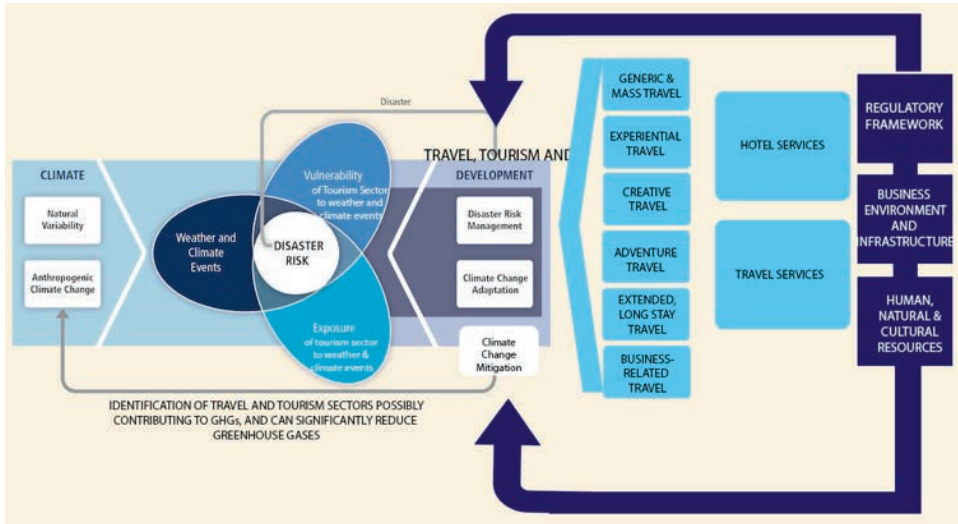 Disaster
TRAVEL, TOURISM AND
CLIMATE
DEVELOPMENT
Natural
Variability
Anthropogenic
Climate Change
Weather and
Climate
Events
Vulnerability
of Tourism Sector
to weather and
climate events
DISASTER
RISK
Exposure
of tourism sector
to weather &
climate events
Disaster Risk
Management
Climate Change
Adaptation
Climate
Change
Mitigation
IDENTIFICATION OF TRAVEL AND TOURISM SECTORS POSSIBLY
CONTRIBUTING TO GHGs, AND CAN SIGNIFICANTLY REDUCE
GREENHOUSE GASES
GENERIC &
MASS TRAVEL
EXPERIENTIAL
TRAVEL
CREATIVE
TRAVEL
ADVENTURE
TRAVEL
EXTENDED,
LONG STAY
TRAVEL
BUSINESS-
RELATED
TRAVEL
HOTEL SERVICES
TRAVEL SERVICES
REGULATORY
FRAMEWORK
BUSINESS
ENVIRONMENT
AND
INFRASTRUCTURE
HUMAN,
NATURAL &
CULTURAL
RESOURCES